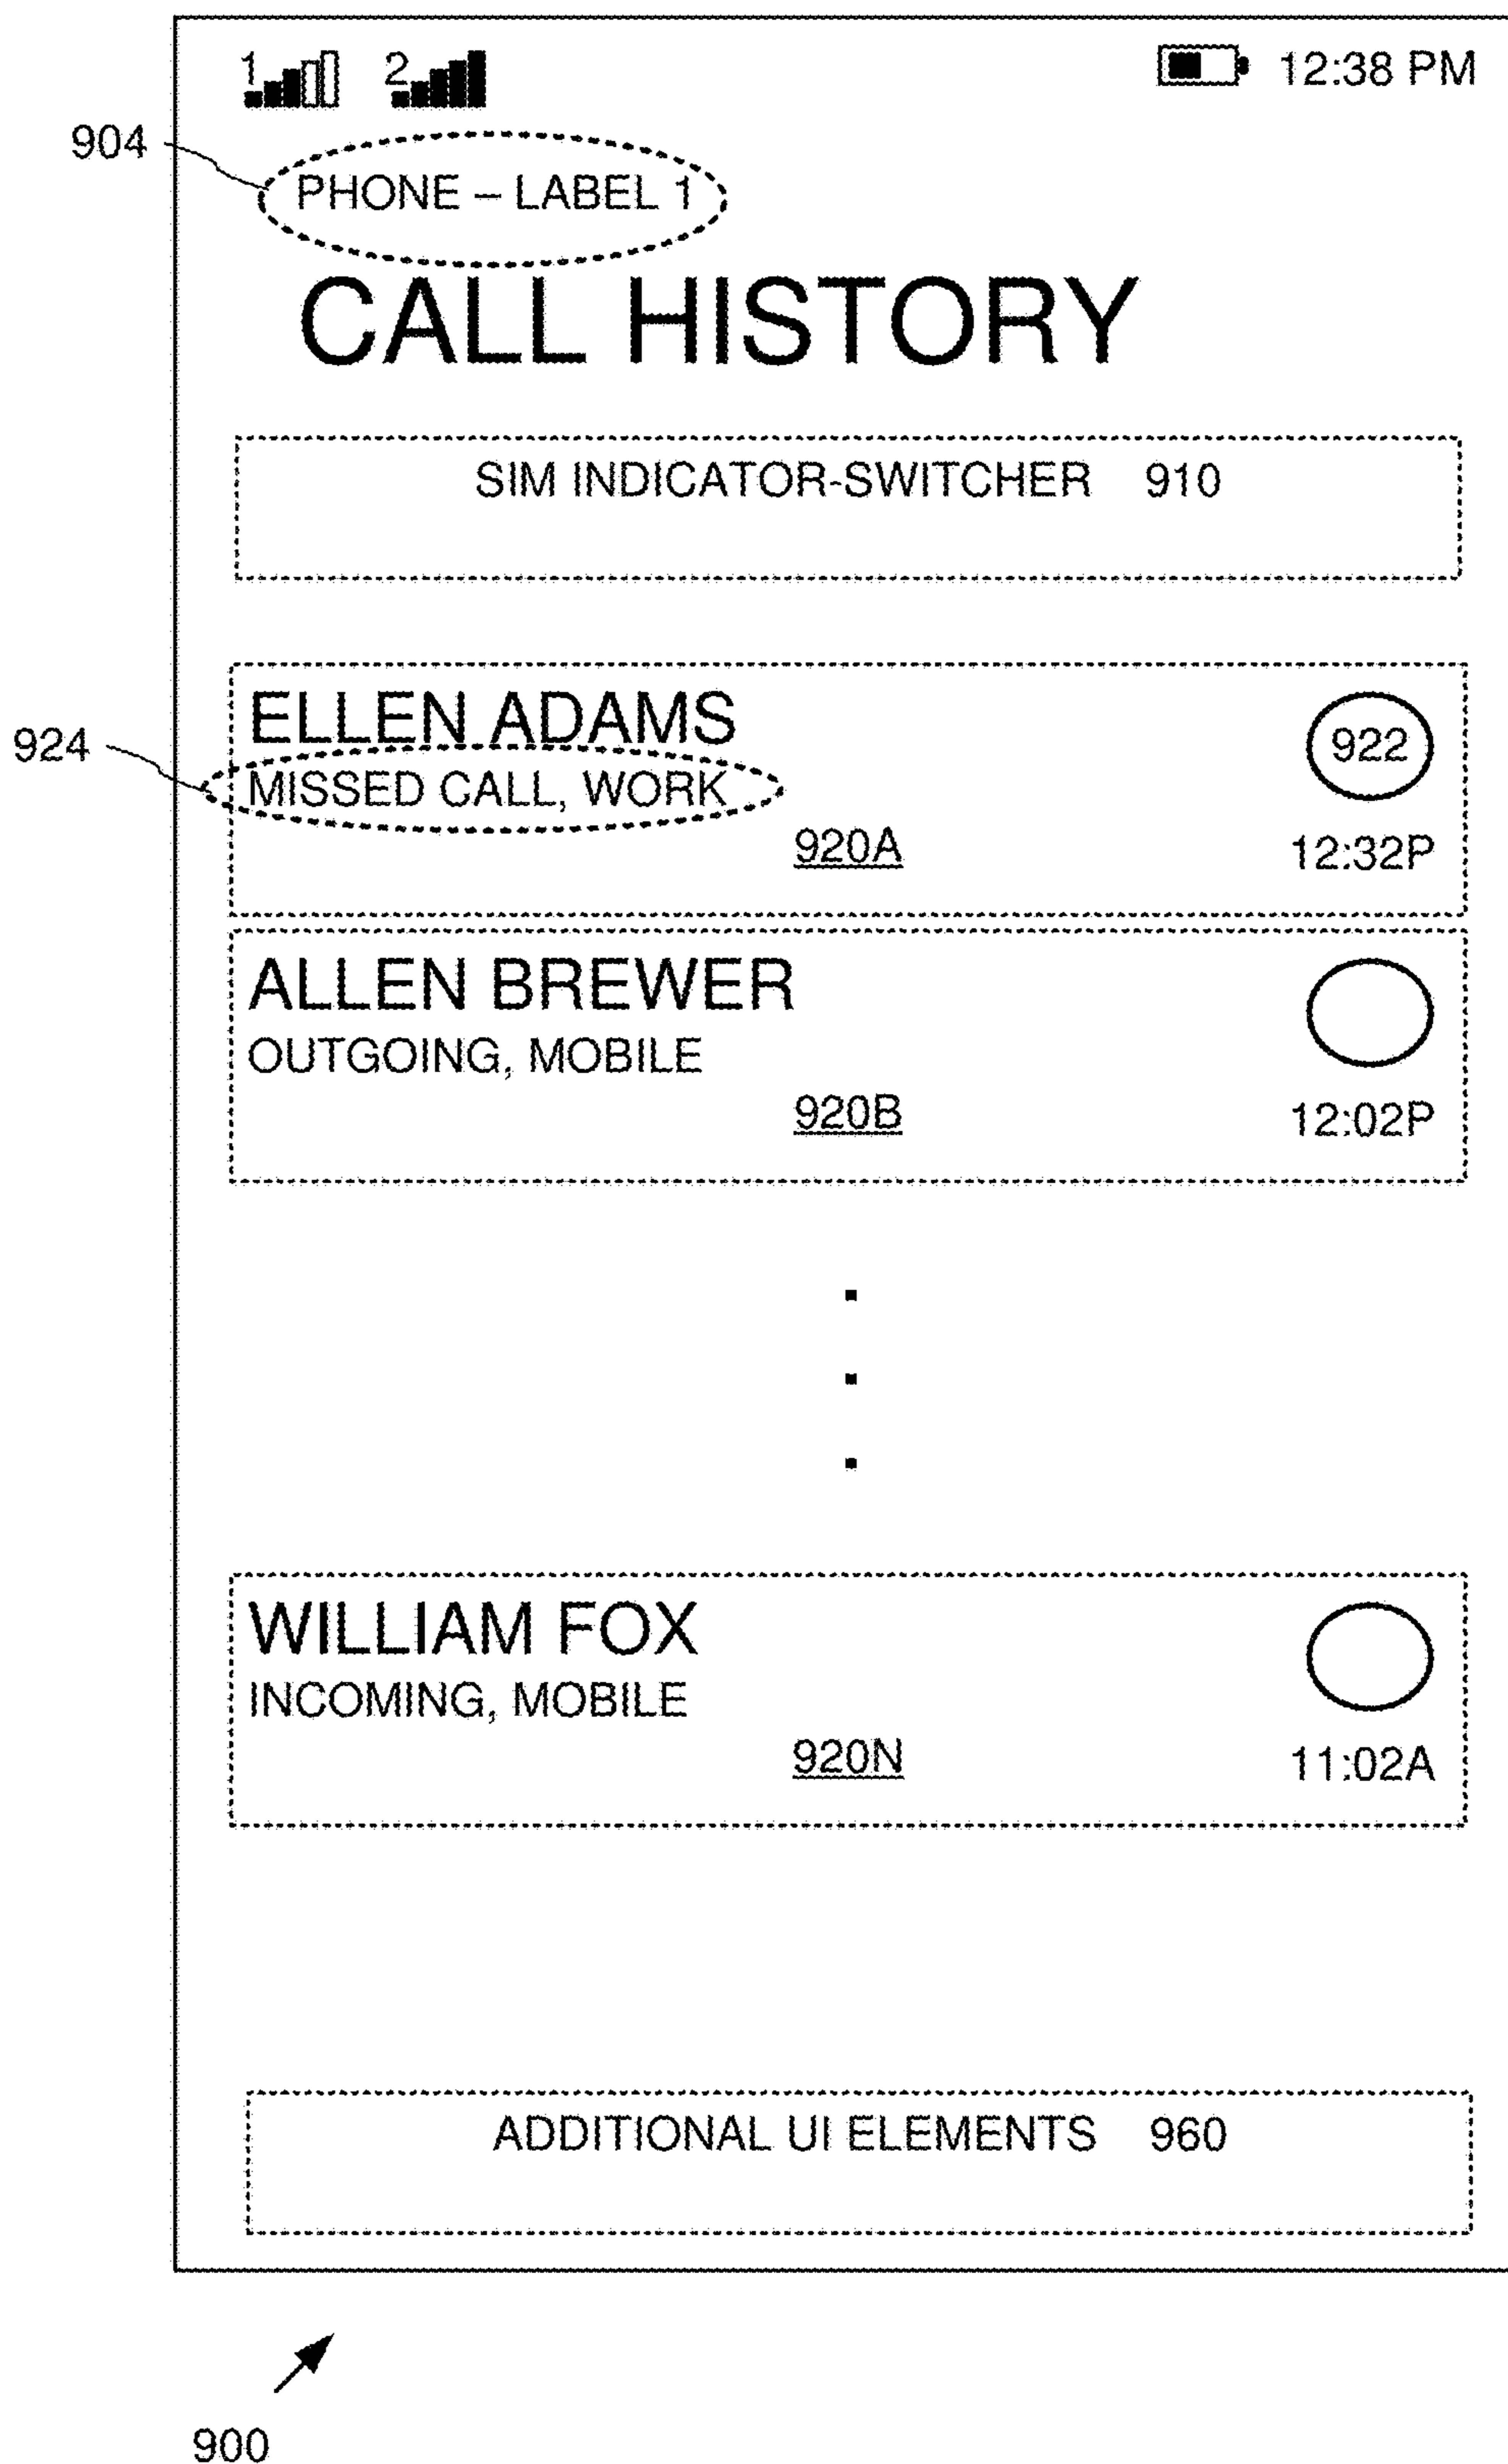 1 2 12:38 PM
904
PHONE – LABEL 1
CALL HISTORY
SIM INDICATOR-SWITCHER 910
ELLEN ADAMS
922
924
MISSED CALL, WORK
920A 12:32P
ALLEN BREWER
OUTGOING, MOBILE
920B 12:02P
WILLIAM FOX
INCOMING, MOBILE
920N 11:02A
ADDITIONAL UI ELEMENTS 960
900